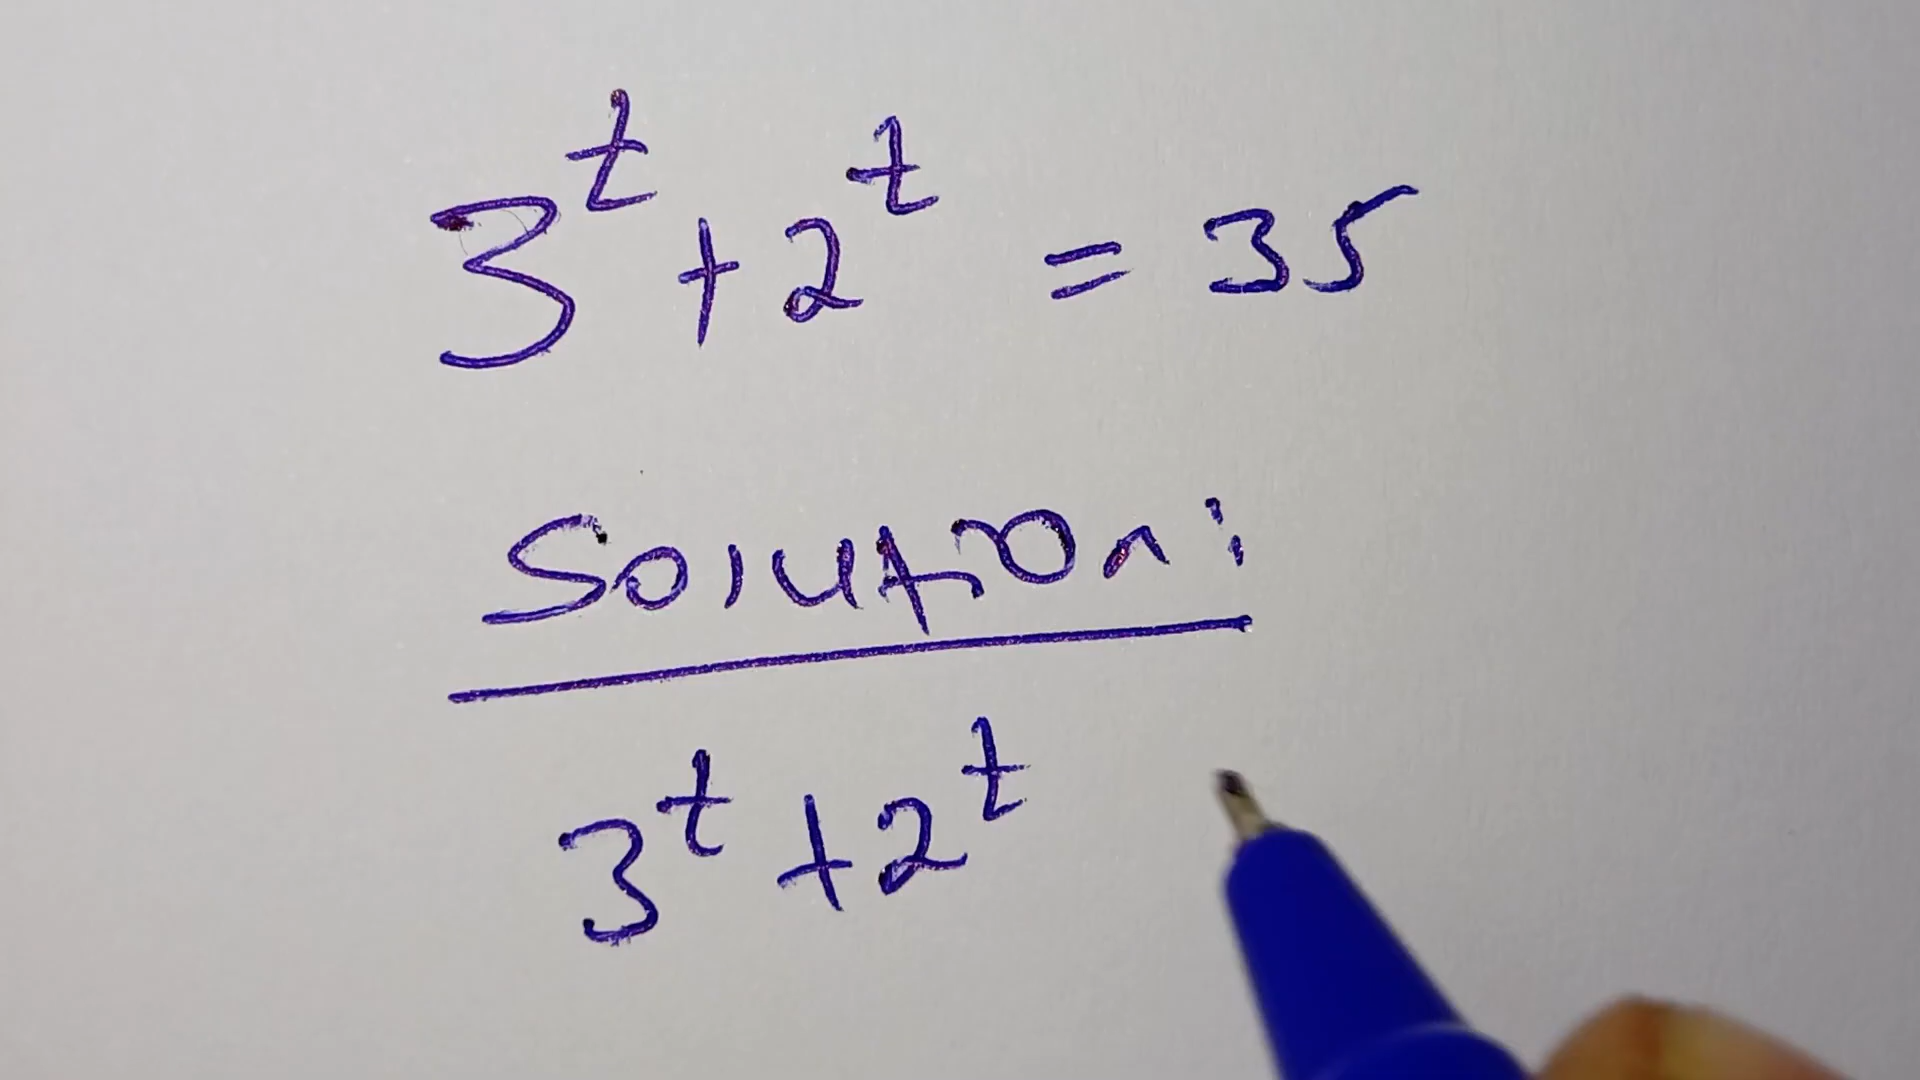 3^t + 2^t = 35
Solution:
3^t + 2^t